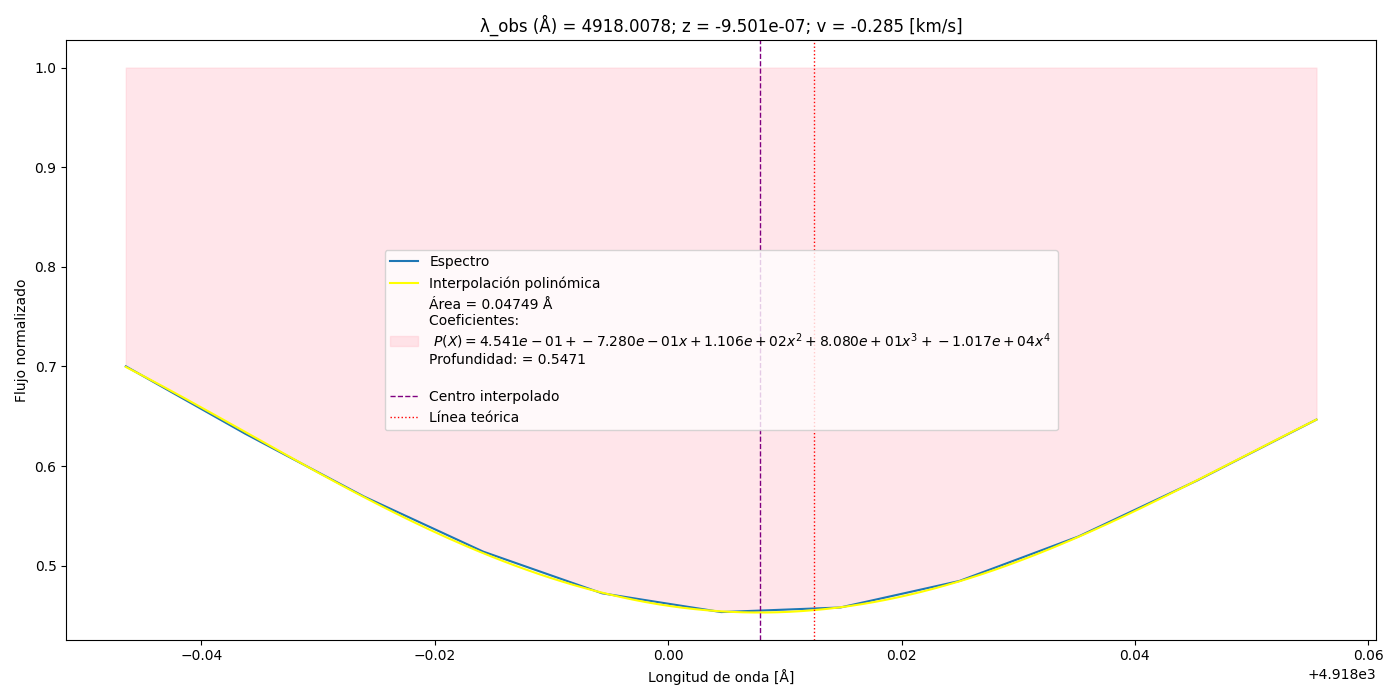 λ_obs (Å) = 4918.0078; z = -9.501e-07; v = -0.285 [km/s]
1.0
0.9
0.8
0.7
0.6
0.5
Flujo normalizado
Espectro
Interpolación polinómica
Área = 0.04749 Å
Coeficientes:
P(X) = 4.541e − 01 + −7.280e − 01x + 1.106e + 02x² + 8.080e + 01x³ + −1.017e + 04x⁴
Profundidad: = 0.5471
Centro interpolado
Línea teórica
−0.04 −0.02 0.00 0.02 0.04 0.06
+4.918e3
Longitud de onda [Å]